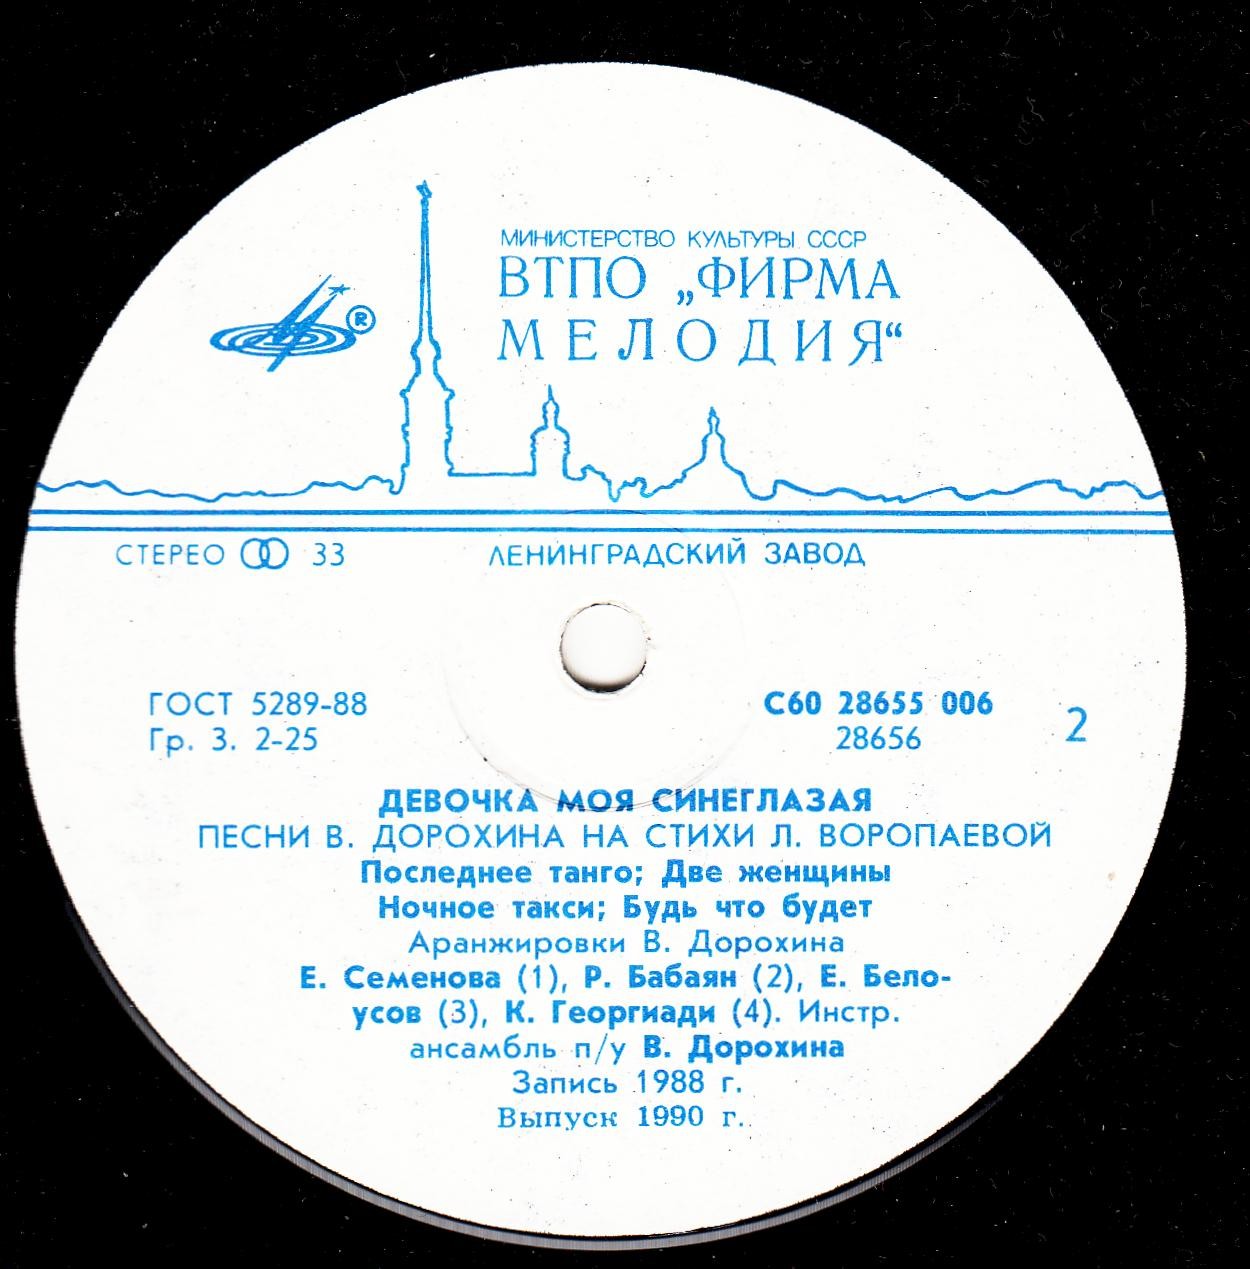 МИНИСТЕРСТВО КУЛЬТУРЫ СССР
ВТПО „ФИРМА
МЕЛОДИЯ“
®
СТЕРЕО 33
ЛЕНИНГРАДСКИЙ ЗАВОД
ГОСТ 5289-88
Гр. 3. 2-25
С60 28655 006
28656
2
ДЕВОЧКА МОЯ СИНЕГЛАЗАЯ
ПЕСНИ В. ДОРОХИНА НА СТИХИ Л. ВОРОПАЕВОЙ
Последнее танго; Две женщины
Ночное такси; Будь что будет
Аранжировки В. Дорохина
Е. Семенова (1), Р. Бабаян (2), Е. Бело-
усов (3), К. Георгиади (4). Инстр.
ансамбль п/у В. Дорохина
Запись 1988 г.
Выпуск 1990 г.